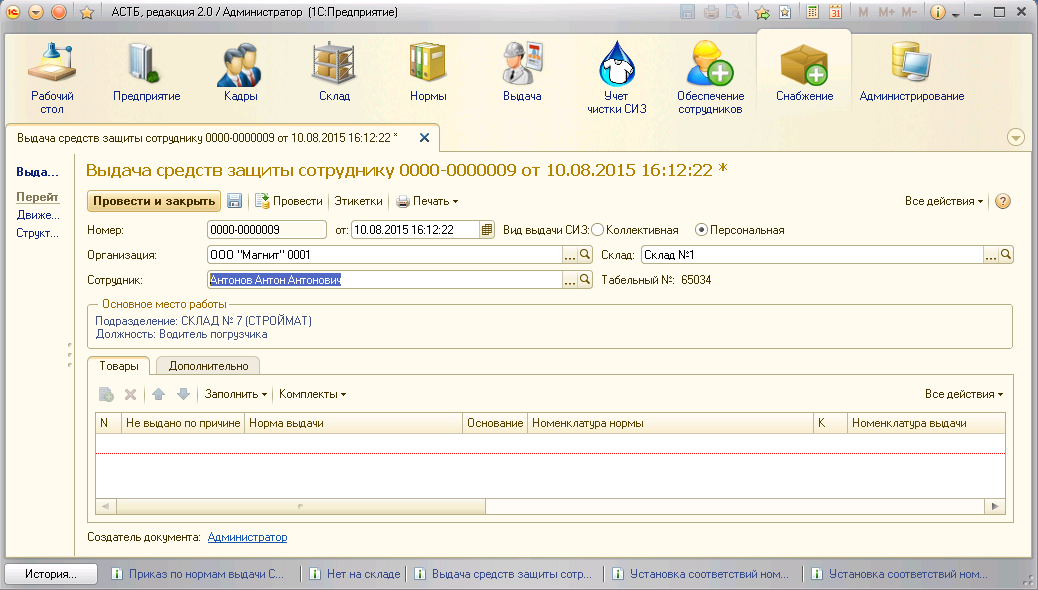 АСТБ, редакция 2.0 / Администратор (1С:Предприятие)
M M+ M-
Рабочий стол
Предприятие
Кадры
Склад
Нормы
Выдача
Учет чистки СИЗ
Обеспечение сотрудников
Снабжение
Администрирование
Выдача средств защиты сотруднику 0000-0000009 от 10.08.2015 16:12:22 *
Выда...
Перейт
Движе...
Структ...
Выдача средств защиты сотруднику 0000-0000009 от 10.08.2015 16:12:22 *
Провести и закрыть Провести Этикетки Печать Все действия
Номер: 0000-0000009 от: 10.08.2015 16:12:22 Вид выдачи СИЗ: Коллективная Персональная
Организация: ООО "Магнит" 0001 ... Склад: Склад №1 ...
Сотрудник: Антонов Антон Антонович ... Табельный №: 65034
Основное место работы
Подразделение: СКЛАД № 7 (СТРОЙМАТ)
Должность: Водитель погрузчика
Товары Дополнительно
Заполнить Комплекты Все действия
N Не выдано по причине Норма выдачи Основание Номенклатура нормы К Номенклатура выдачи
Создатель документа: Администратор
История... Приказ по нормам выдачи С... Нет на складе Выдача средств защиты сотр... Установка соответствий ном... Установка соответствий ном...